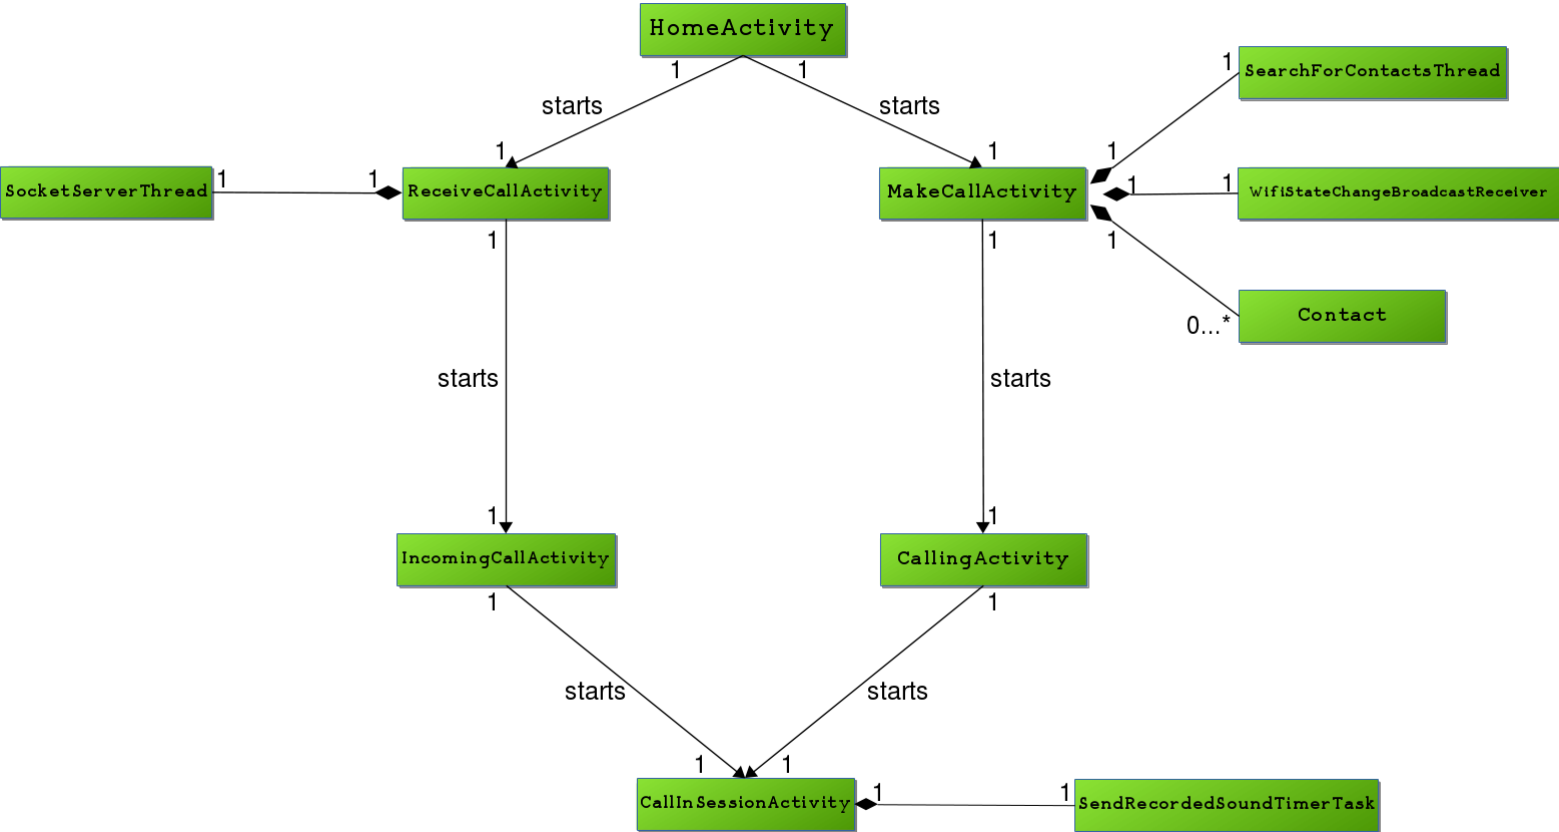 HomeActivity
1 1
starts starts
1 1
SearchForContactsThread
1
1
SocketServerThread 1 1 ReceiveCallActivity
MakeCallActivity 1 1 WifiStateChangeBroadcastReceiver
1 1 1
0...* Contact
starts starts
1 1
IncomingCallActivity CallingActivity
1 1
starts starts
1 1
CallInSessionActivity 1 1 SendRecordedSoundTimerTask